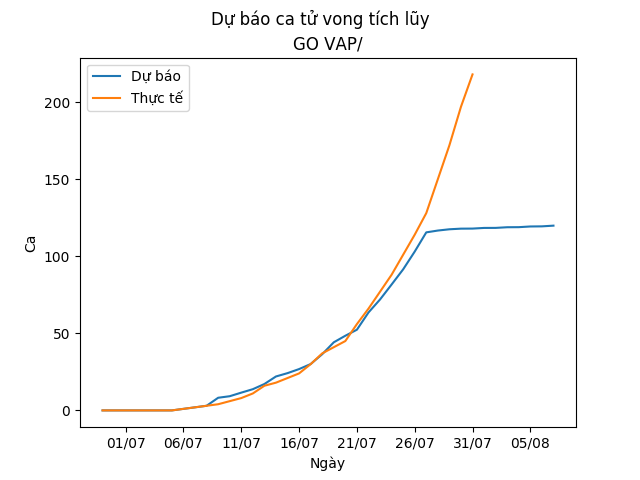 Dự báo ca tử vong tích lũy
GO VAP/
Dự báo
Thực tế
200
150
100
50
0
Ca
01/07 06/07 11/07 16/07 21/07 26/07 31/07 05/08
Ngày